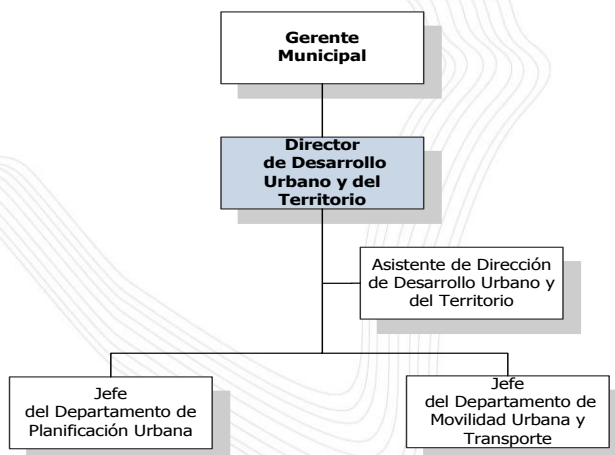 Gerente
Municipal
Director
de Desarrollo
Urbano y del
Territorio
Asistente de Dirección
de Desarrollo Urbano y
del Territorio
Jefe
del Departamento de
Planificación Urbana
Jefe
del Departamento de
Movilidad Urbana y
Transporte